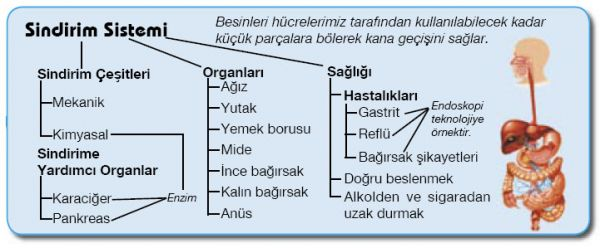 Sindirim Sistemi
Besinleri hücrelerimiz tarafından kullanılabilecek kadar
küçük parçalara bölerek kana geçişini sağlar.
Sindirim Çeşitleri
Mekanik
Kimyasal
Sindirime
Yardımcı Organlar
Karaciğer
Pankreas
Enzim
Organları
Ağız
Yutak
Yemek borusu
Mide
İnce bağırsak
Kalın bağırsak
Anüs
Sağlığı
Hastalıkları
Gastrit
Reflü
Bağırsak şikayetleri
Endoskopi
teknolojiye
örnektir.
Doğru beslenmek
Alkolden ve sigaradan
uzak durmak